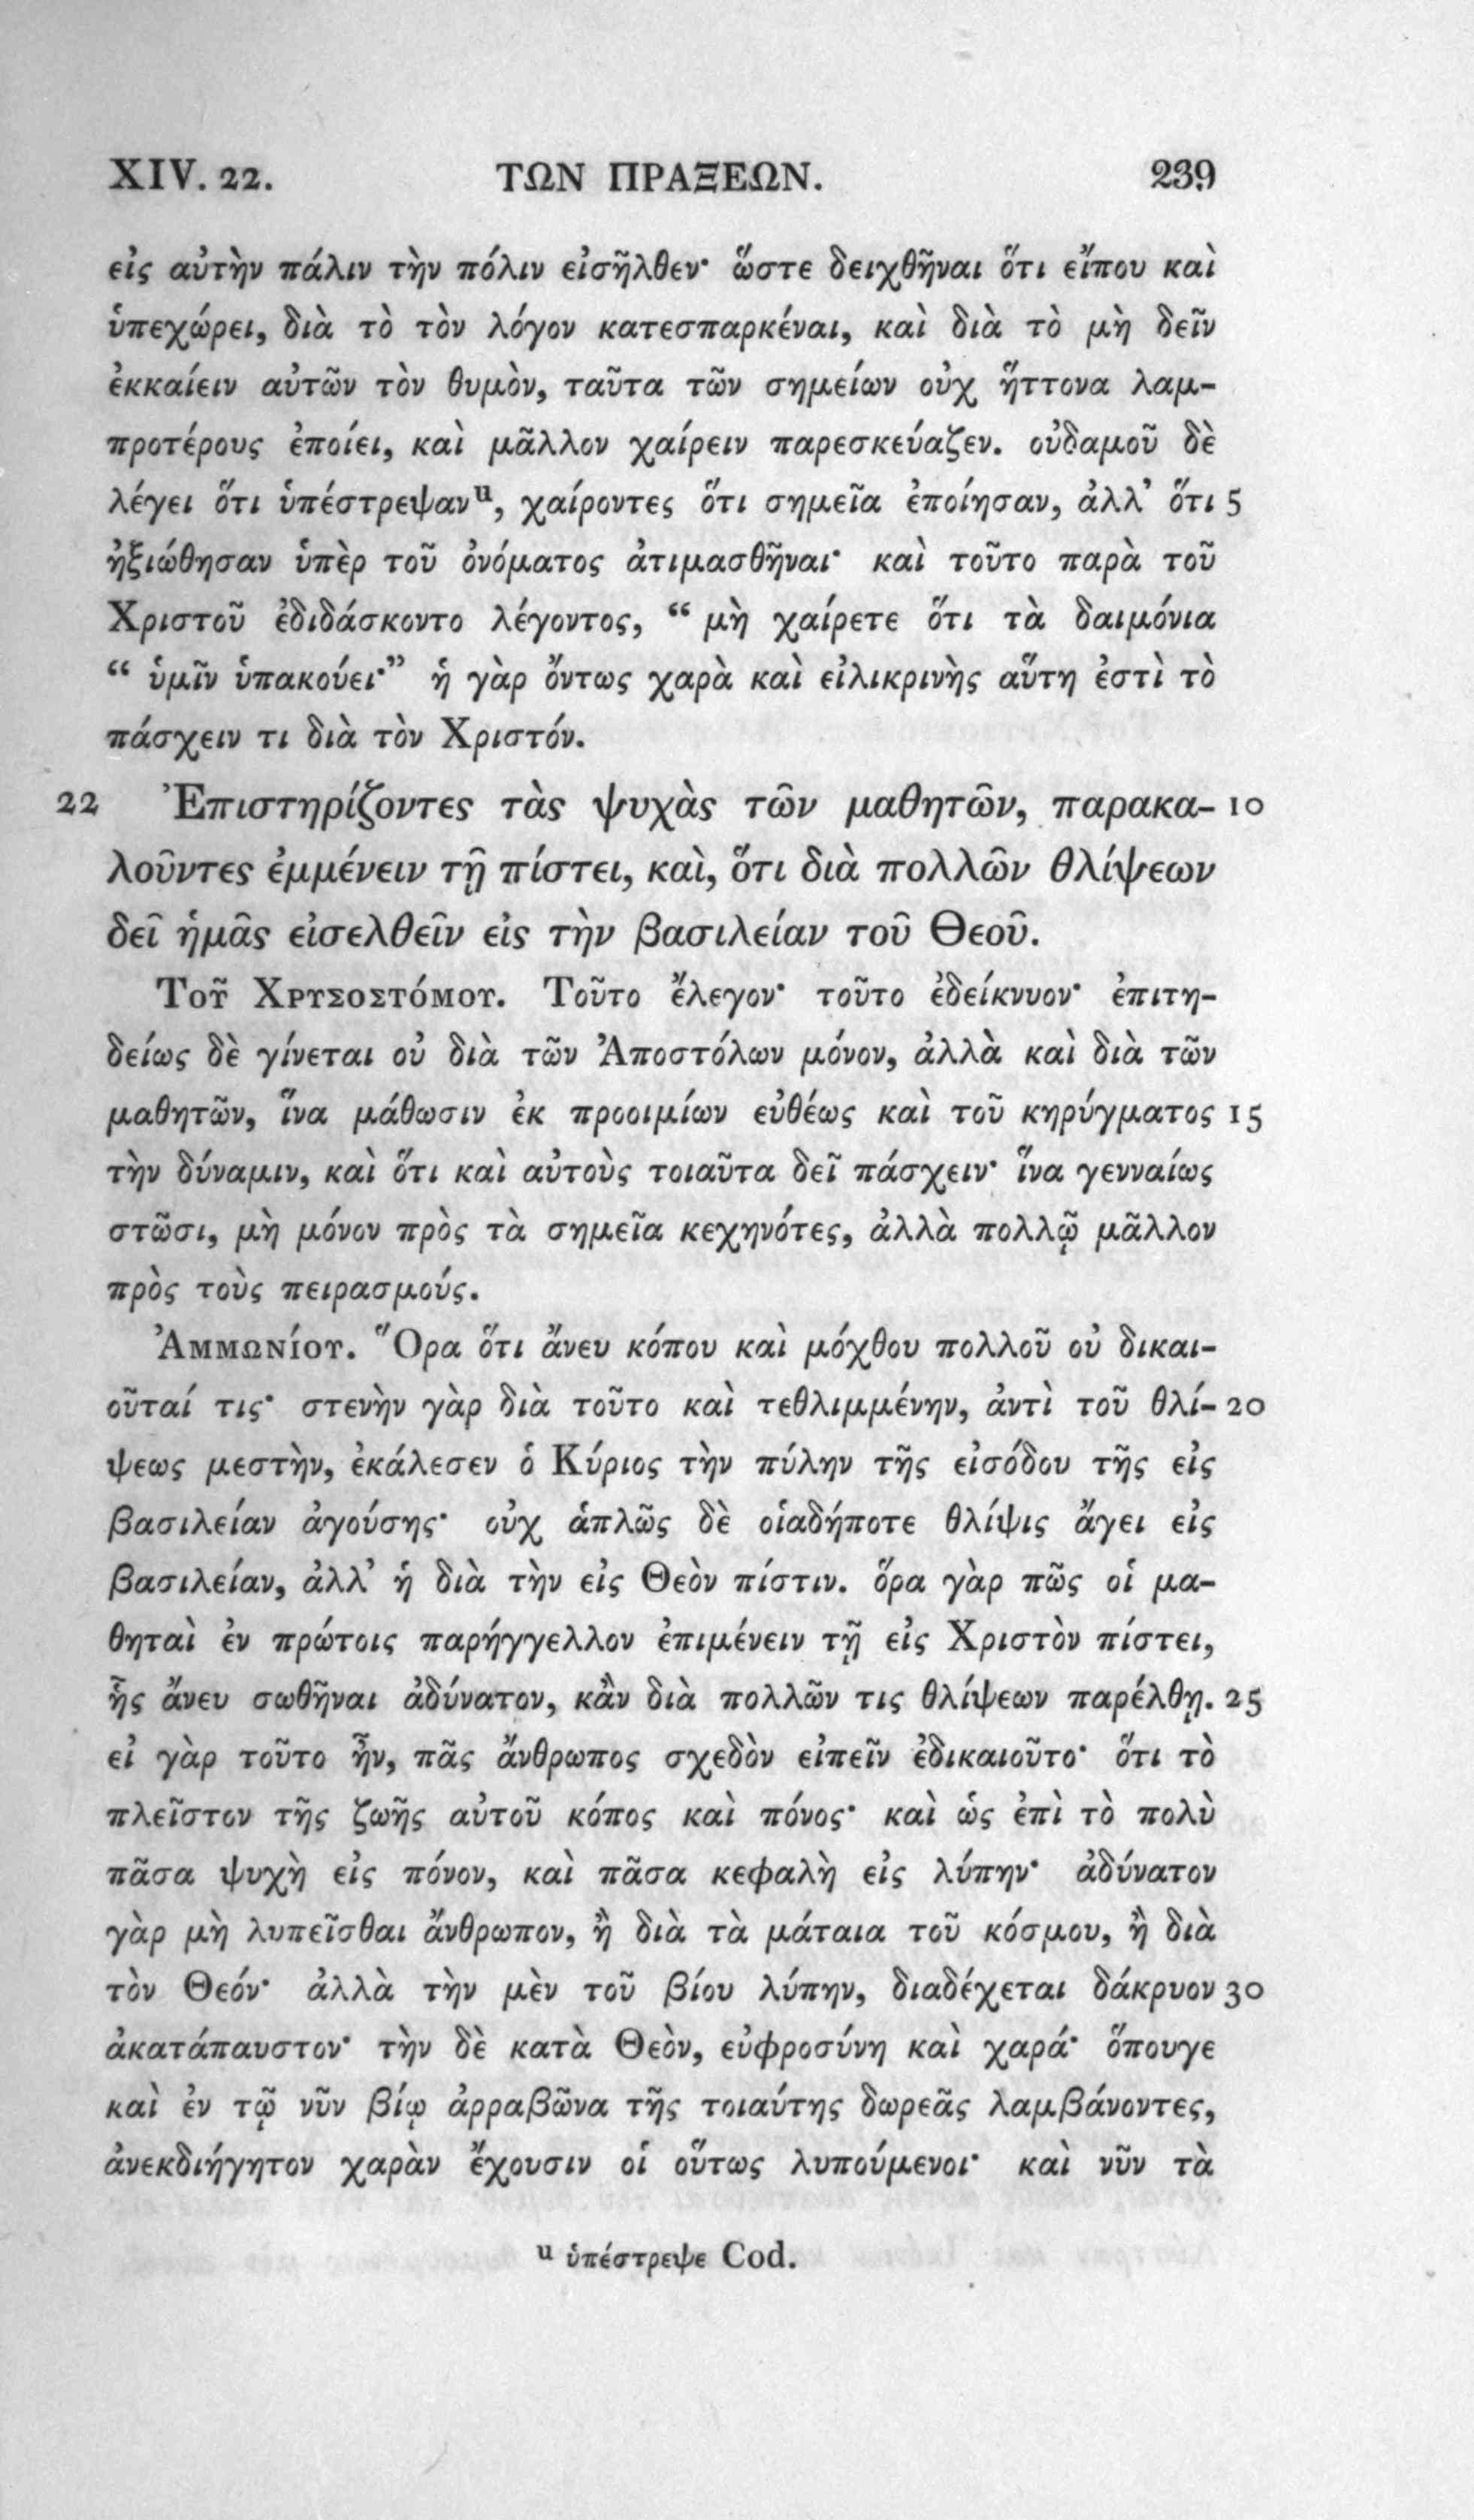 XIV. 22. ΤΩΝ ΠΡΑΞΕΩΝ. 239
εἰς αὐτὴν πάλιν τὴν πόλιν εἰσῆλθεν· ὥστε δειχθῆναι ὅτι εἴπου καὶ
ὑπεχώρει, διὰ τὸ τὸν λόγον κατεσπαρκέναι, καὶ διὰ τὸ μὴ δεῖν
ἐκκαίειν αὐτῶν τὸν θυμὸν, ταῦτα τῶν σημείων οὐχ ἥττονα λαμ-
προτέρους ἐποίει, καὶ μᾶλλον χαίρειν παρεσκεύαζεν. οὐδαμοῦ δὲ
λέγει ὅτι ὑπέστρεψαν ᵘ, χαίροντες ὅτι σημεῖα ἐποίησαν, ἀλλ’ ὅτι 5
ἠξιώθησαν ὑπὲρ τοῦ ὀνόματος ἀτιμασθῆναι· καὶ τοῦτο παρὰ τοῦ
Χριστοῦ ἐδιδάσκοντο λέγοντος, “ μὴ χαίρετε ὅτι τὰ δαιμόνια
“ ὑμῖν ὑπακούει·” ἡ γὰρ ὄντως χαρὰ καὶ εἰλικρινὴς αὕτη ἐστὶ τὸ
πάσχειν τι διὰ τὸν Χριστόν.
22 Ἐπιστηρίζοντες τὰς ψυχὰς τῶν μαθητῶν, παρακα- 10
λοῦντες ἐμμένειν τῇ πίστει, καὶ, ὅτι διὰ πολλῶν θλίψεων
δεῖ ἡμᾶς εἰσελθεῖν εἰς τὴν βασιλείαν τοῦ Θεοῦ.
Τοῦ Χρυσοστόμου. Τοῦτο ἔλεγον· τοῦτο ἐδείκνυον· ἐπιτη-
δείως δὲ γίνεται οὐ διὰ τῶν Ἀποστόλων μόνον, ἀλλὰ καὶ διὰ τῶν
μαθητῶν, ἵνα μάθωσιν ἐκ προοιμίων εὐθέως καὶ τοῦ κηρύγματος 15
τὴν δύναμιν, καὶ ὅτι καὶ αὐτοὺς τοιαῦτα δεῖ πάσχειν· ἵνα γενναίως
στῶσι, μὴ μόνον πρὸς τὰ σημεῖα κεχηνότες, ἀλλὰ πολλῷ μᾶλλον
πρὸς τοὺς πειρασμούς.
Ἀμμωνίου. Ὅρα ὅτι ἄνευ κόπου καὶ μόχθου πολλοῦ οὐ δικαι-
οῦταί τις· στενὴν γὰρ διὰ τοῦτο καὶ τεθλιμμένην, ἀντὶ τοῦ θλί- 20
ψεως μεστὴν, ἐκάλεσεν ὁ Κύριος τὴν πύλην τῆς εἰσόδου τῆς εἰς
βασιλείαν ἀγούσης· οὐχ ἁπλῶς δὲ οἱαδήποτε θλίψις ἄγει εἰς
βασιλείαν, ἀλλ’ ἡ διὰ τὴν εἰς Θεὸν πίστιν. ὅρα γὰρ πῶς οἱ μα-
θηταὶ ἐν πρώτοις παρήγγελλον ἐπιμένειν τῇ εἰς Χριστὸν πίστει,
ἧς ἄνευ σωθῆναι ἀδύνατον, κἂν διὰ πολλῶν τις θλίψεων παρέλθῃ. 25
εἰ γὰρ τοῦτο ἦν, πᾶς ἄνθρωπος σχεδὸν εἰπεῖν ἐδικαιοῦτο· ὅτι τὸ
πλεῖστον τῆς ζωῆς αὐτοῦ κόπος καὶ πόνος· καὶ ὡς ἐπὶ τὸ πολὺ
πᾶσα ψυχὴ εἰς πόνον, καὶ πᾶσα κεφαλὴ εἰς λύπην· ἀδύνατον
γὰρ μὴ λυπεῖσθαι ἄνθρωπον, ἢ διὰ τὰ μάταια τοῦ κόσμου, ἢ διὰ
τὸν Θεόν· ἀλλὰ τὴν μὲν τοῦ βίου λύπην, διαδέχεται δάκρυον 30
ἀκατάπαυστον· τὴν δὲ κατὰ Θεὸν, εὐφροσύνη καὶ χαρά· ὅπουγε
καὶ ἐν τῷ νῦν βίῳ ἀρραβῶνα τῆς τοιαύτης δωρεᾶς λαμβάνοντες,
ἀνεκδιήγητον χαρὰν ἔχουσιν οἱ οὕτως λυπούμενοι· καὶ νῦν τὰ
ᵘ ὑπέστρεψε Cod.